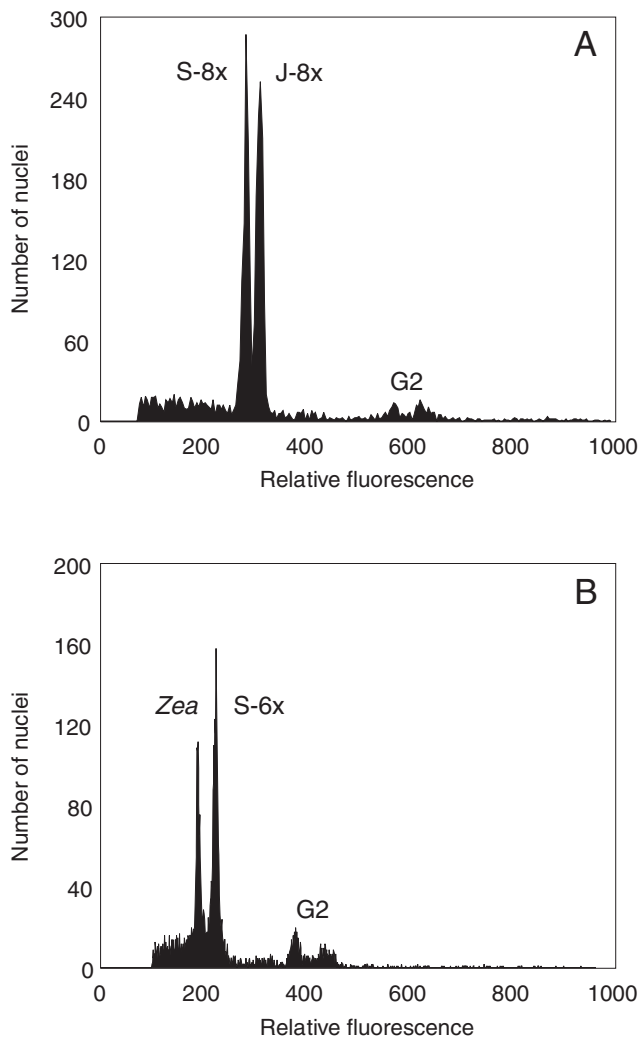 300
A
S-8x
J-8x
240
180
120
60
0
G2
0
200
400
600
800
1000
Number of nuclei
Relative fluorescence
200
B
160
Zea
S-6x
120
80
40
0
G2
0
200
400
600
800
1000
Number of nuclei
Relative fluorescence